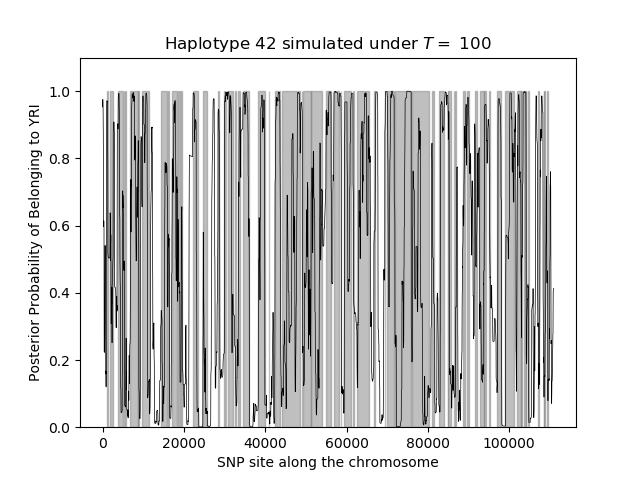 Haplotype 42 simulated under T = 100
Posterior Probability of Belonging to YRI
1.0
0.8
0.6
0.4
0.2
0.0
0 20000 40000 60000 80000 100000
SNP site along the chromosome